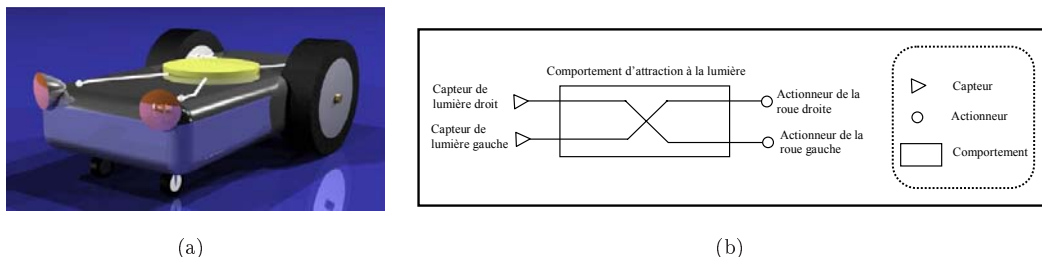 Comportement d'attraction à la lumière
Capteur de
lumière droit
Capteur de
lumière gauche
Actionneur de la
roue droite
Actionneur de la
roue gauche
Capteur
Actionneur
Comportement
(a)
(b)